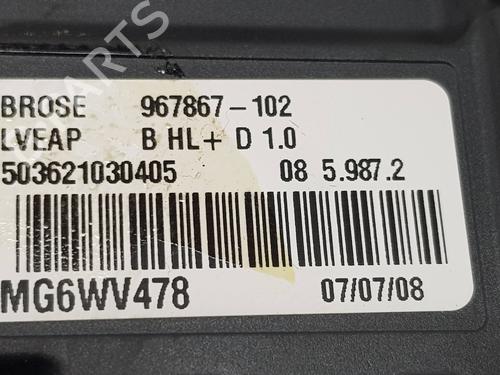 BROSE 967867-102
LVEAP B HL+ D 1.0
503621030405 08 5.987.2
MG6WV478 07/07/08